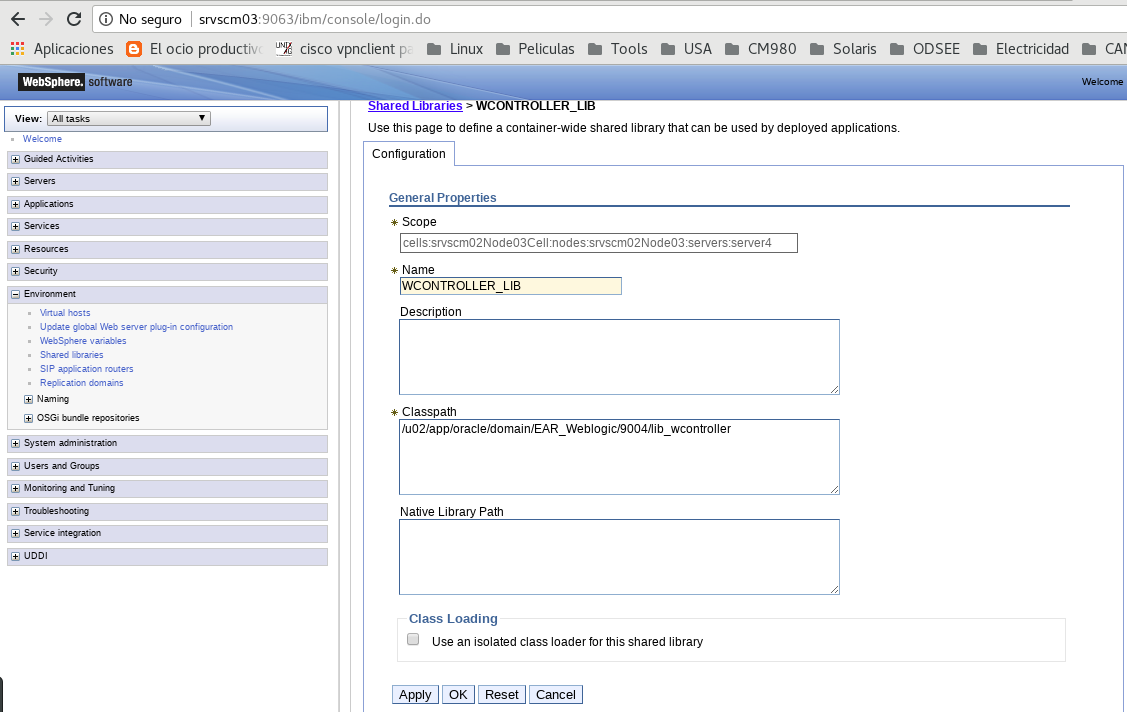 No seguro srvscm03:9063/ibm/console/login.do
Aplicaciones El ocio productivo cisco vpnclient pa Linux Peliculas Tools USA CM980 Solaris ODSEE Electricidad CAN
WebSphere. software Welcome
View: All tasks
Welcome
Guided Activities
Servers
Applications
Services
Resources
Security
Environment
Virtual hosts
Update global Web server plug-in configuration
WebSphere variables
Shared libraries
SIP application routers
Replication domains
Naming
OSGi bundle repositories
System administration
Users and Groups
Monitoring and Tuning
Troubleshooting
Service integration
UDDI
Shared Libraries > WCONTROLLER_LIB
Use this page to define a container-wide shared library that can be used by deployed applications.
Configuration
General Properties
Scope
cells:srvscm02Node03Cell:nodes:srvscm02Node03:servers:server4
Name
WCONTROLLER_LIB
Description
Classpath
/u02/app/oracle/domain/EAR_Weblogic/9004/lib_wcontroller
Native Library Path
Class Loading
Use an isolated class loader for this shared library
Apply OK Reset Cancel